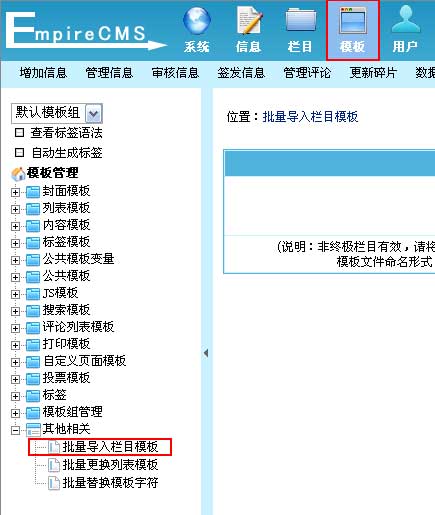 EmpireCMS
系统 信息 栏目 模板 用户
增加信息 管理信息 审核信息 签发信息 管理评论 更新碎片 数据
默认模板组
查看标签语法
自动生成标签
模板管理
封面模板
列表模板
内容模板
标签模板
公共模板变量
公共模板
JS模板
搜索模板
评论列表模板
打印模板
自定义页面模板
投票模板
标签
模板组管理
其他相关
批量导入栏目模板
批量更换列表模板
批量替换模板字符
位置：批量导入栏目模板
(说明：非终极栏目有效，请将
模板文件命名形式